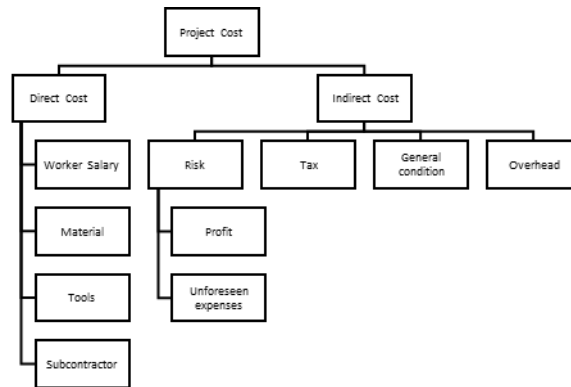 Project Cost
Direct Cost
Indirect Cost
Worker Salary
Risk
Tax
General
condition
Overhead
Material
Profit
Tools
Unforeseen
expenses
Subcontractor